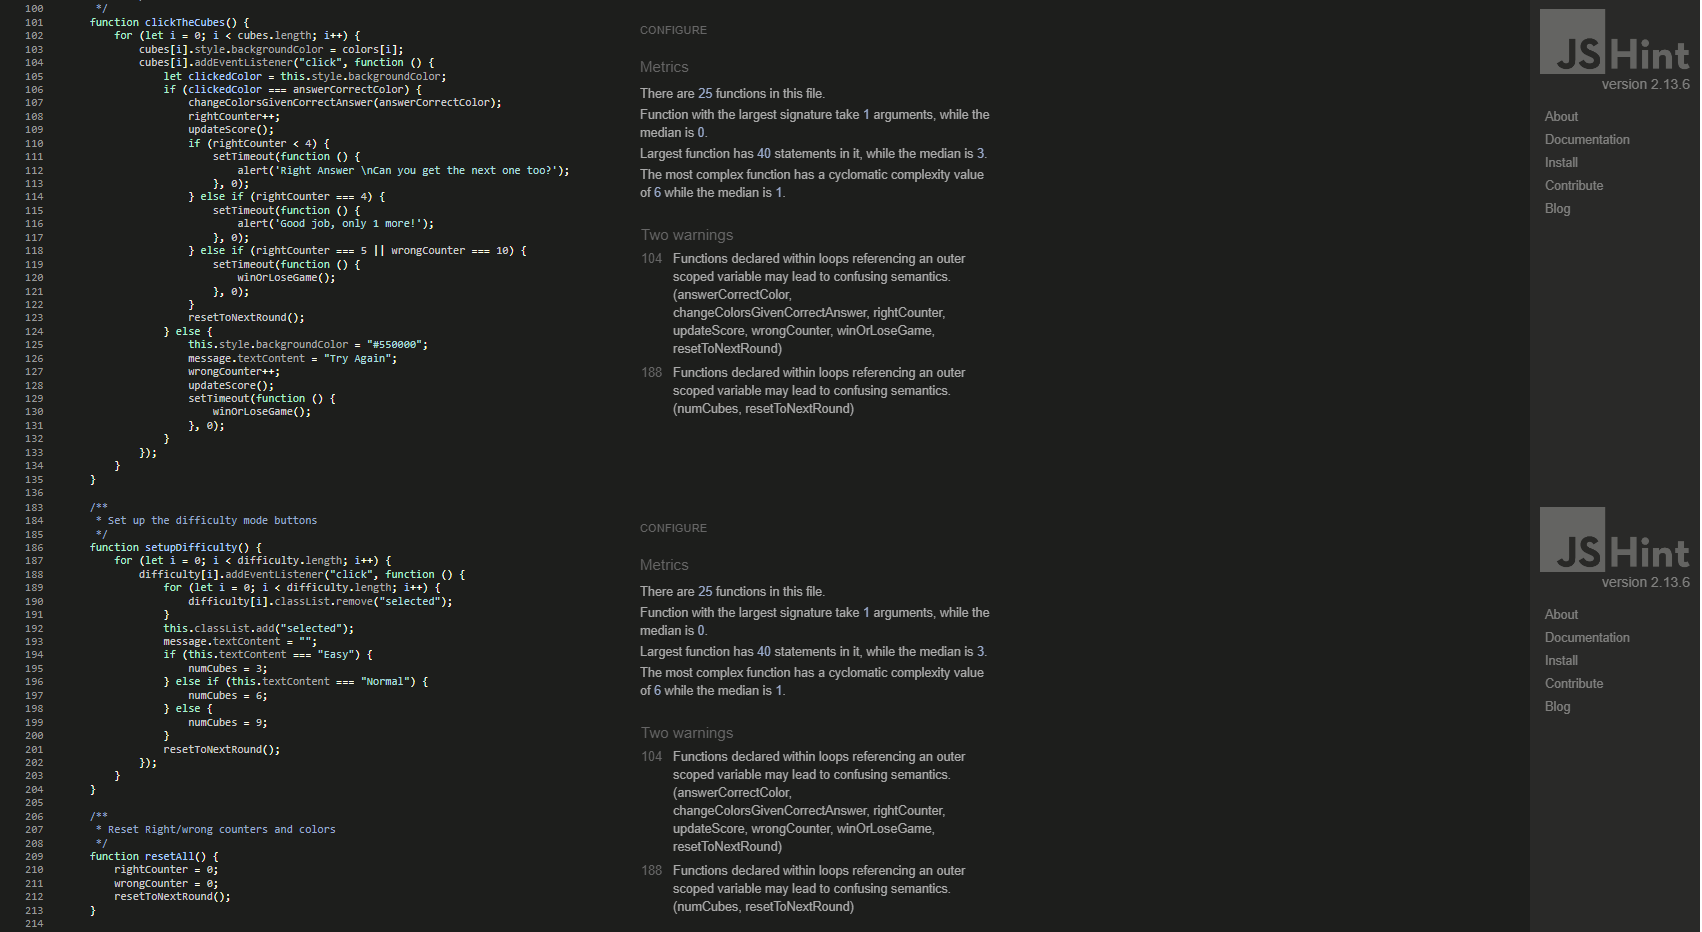 100         */
101        function clickTheCubes() {
102            for (let i = 0; i < cubes.length; i++) {
103                cubes[i].style.backgroundColor = colors[i];
104                cubes[i].addEventListener("click", function () {
105                    let clickedColor = this.style.backgroundColor;
106                    if (clickedColor === answerCorrectColor) {
107                        changeColorsGivenCorrectAnswer(answerCorrectColor);
108                        rightCounter++;
109                        updateScore();
110                        if (rightCounter < 4) {
111                            setTimeout(function () {
112                                alert('Right Answer \nCan you get the next one too?');
113                            }, 0);
114                        } else if (rightCounter === 4) {
115                            setTimeout(function () {
116                                alert('Good job, only 1 more!');
117                            }, 0);
118                        } else if (rightCounter === 5 || wrongCounter === 10) {
119                            setTimeout(function () {
120                                winOrLoseGame();
121                            }, 0);
122                        }
123                        resetToNextRound();
124                    } else {
125                        this.style.backgroundColor = "#550000";
126                        message.textContent = "Try Again";
127                        wrongCounter++;
128                        updateScore();
129                        setTimeout(function () {
130                            winOrLoseGame();
131                        }, 0);
132                    }
133                });
134            }
135        }
136
CONFIGURE
Metrics
There are 25 functions in this file.
Function with the largest signature take 1 arguments, while the
median is 0.
Largest function has 40 statements in it, while the median is 3.
The most complex function has a cyclomatic complexity value
of 6 while the median is 1.
Two warnings
104 Functions declared within loops referencing an outer
scoped variable may lead to confusing semantics.
(answerCorrectColor,
changeColorsGivenCorrectAnswer, rightCounter,
updateScore, wrongCounter, winOrLoseGame,
resetToNextRound)
188 Functions declared within loops referencing an outer
scoped variable may lead to confusing semantics.
(numCubes, resetToNextRound)
JSHint
version 2.13.6
About
Documentation
Install
Contribute
Blog
183        /**
184         * Set up the difficulty mode buttons
185         */
186        function setupDifficulty() {
187            for (let i = 0; i < difficulty.length; i++) {
188                difficulty[i].addEventListener("click", function () {
189                    for (let i = 0; i < difficulty.length; i++) {
190                        difficulty[i].classList.remove("selected");
191                    }
192                    this.classList.add("selected");
193                    message.textContent = "";
194                    if (this.textContent === "Easy") {
195                        numCubes = 3;
196                    } else if (this.textContent === "Normal") {
197                        numCubes = 6;
198                    } else {
199                        numCubes = 9;
200                    }
201                    resetToNextRound();
202                });
203            }
204        }
205
206        /**
207         * Reset Right/wrong counters and colors
208         */
209        function resetAll() {
210            rightCounter = 0;
211            wrongCounter = 0;
212            resetToNextRound();
213        }
214
CONFIGURE
Metrics
There are 25 functions in this file.
Function with the largest signature take 1 arguments, while the
median is 0.
Largest function has 40 statements in it, while the median is 3.
The most complex function has a cyclomatic complexity value
of 6 while the median is 1.
Two warnings
104 Functions declared within loops referencing an outer
scoped variable may lead to confusing semantics.
(answerCorrectColor,
changeColorsGivenCorrectAnswer, rightCounter,
updateScore, wrongCounter, winOrLoseGame,
resetToNextRound)
188 Functions declared within loops referencing an outer
scoped variable may lead to confusing semantics.
(numCubes, resetToNextRound)
JSHint
version 2.13.6
About
Documentation
Install
Contribute
Blog